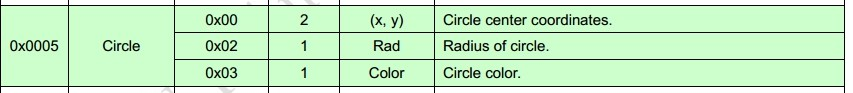 0x0005 Circle 0x00 2 (x, y) Circle center coordinates.
0x02 1 Rad Radius of circle.
0x03 1 Color Circle color.